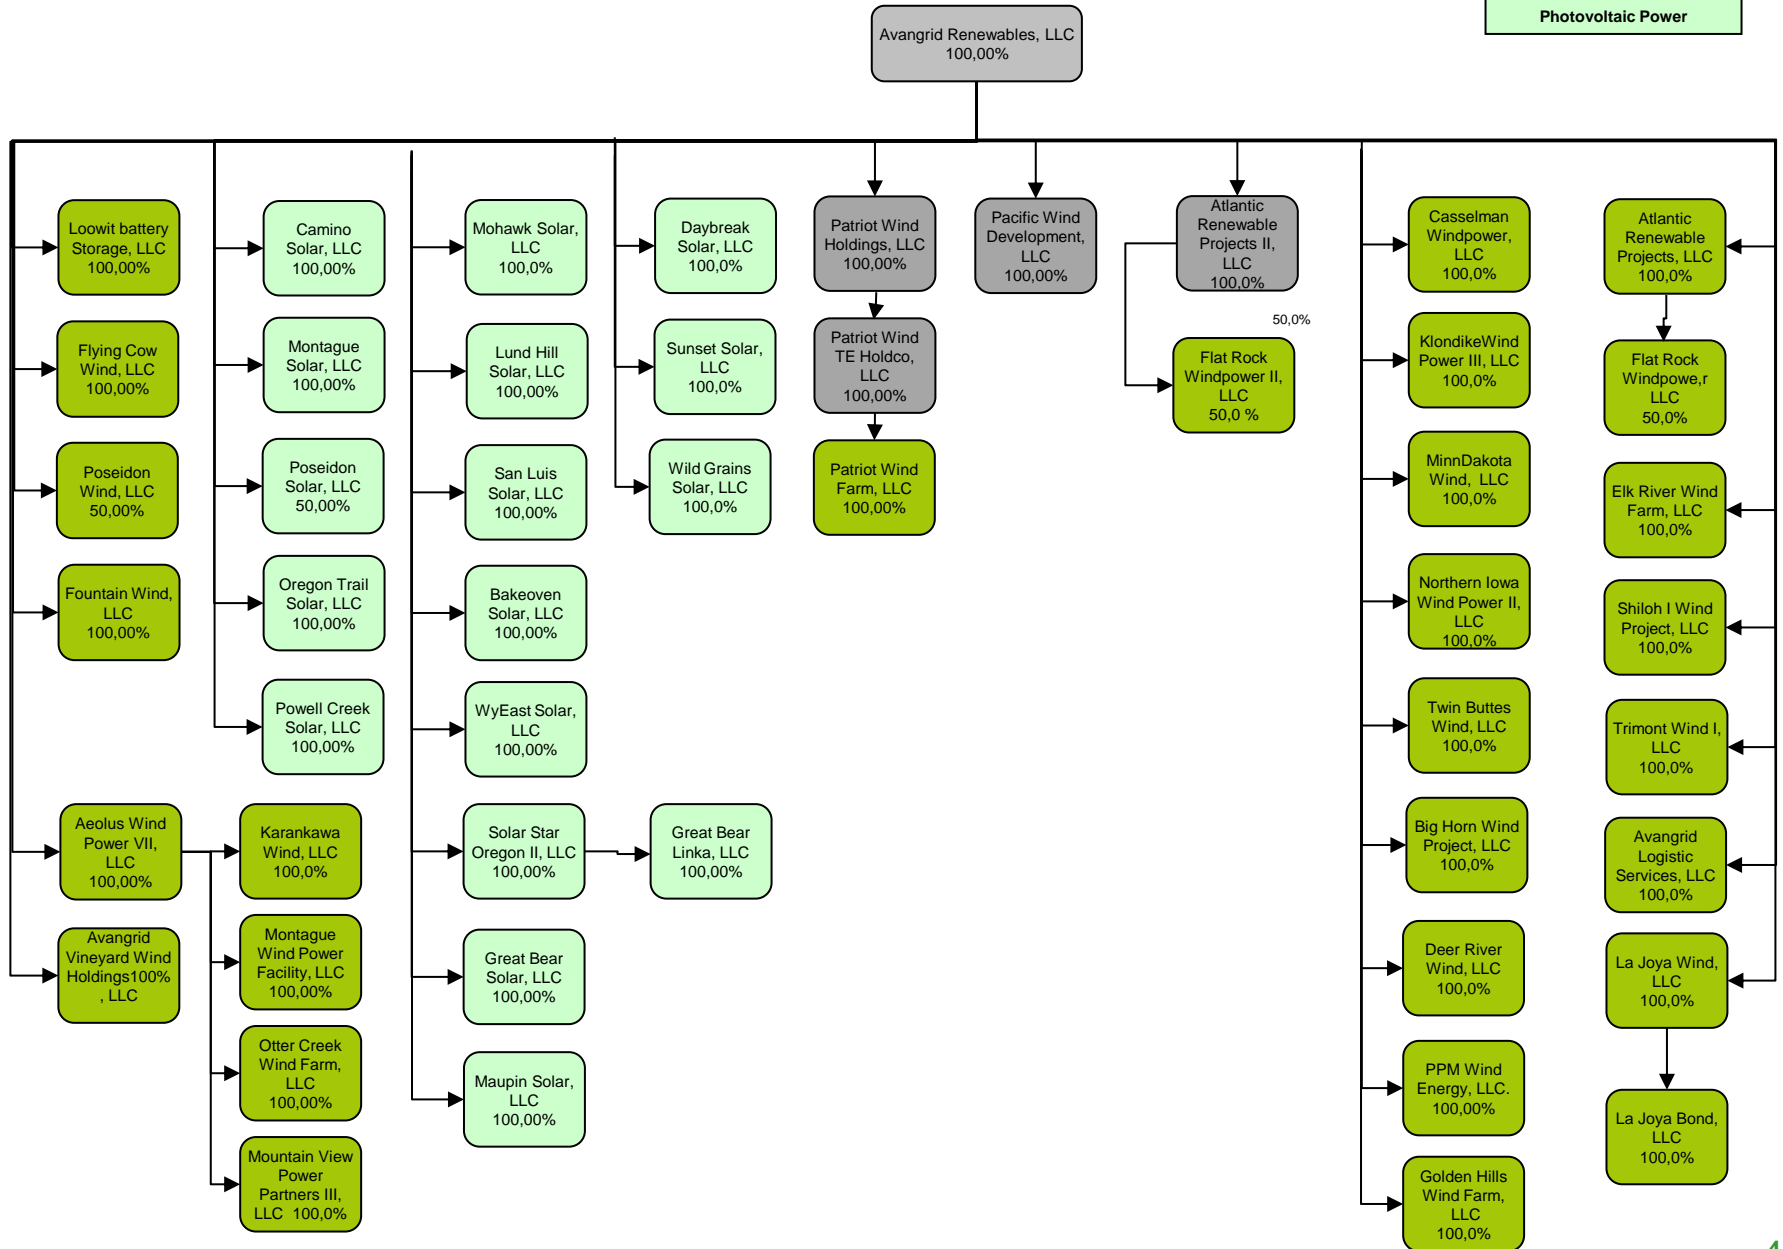 Photovoltaic Power
Avangrid Renewables, LLC
100,00%
Loowit battery
Storage, LLC
100,00%
Flying Cow
Wind, LLC
100,00%
Poseidon
Wind, LLC
50,00%
Fountain Wind,
LLC
100,00%
Aeolus Wind
Power VII,
LLC
100,00%
Avangrid
Vineyard Wind
Holdings100%
, LLC
Camino
Solar, LLC
100,00%
Montague
Solar, LLC
100,00%
Poseidon
Solar, LLC
50,00%
Oregon Trail
Solar, LLC
100,00%
Powell Creek
Solar, LLC
100,00%
Karankawa
Wind, LLC
100,0%
Montague
Wind Power
Facility, LLC
100,00%
Otter Creek
Wind Farm,
LLC
100,00%
Mountain View
Power
Partners III,
LLC 100,0%
Mohawk Solar,
LLC
100,0%
Lund Hill
Solar, LLC
100,00%
San Luis
Solar, LLC
100,00%
Bakeoven
Solar, LLC
100,00%
WyEast Solar,
LLC
100,00%
Solar Star
Oregon II, LLC
100,00%
Great Bear
Solar, LLC
100,00%
Maupin Solar,
LLC
100,00%
Daybreak
Solar, LLC
100,0%
Sunset Solar,
LLC
100,0%
Wild Grains
Solar, LLC
100,0%
Great Bear
Linka, LLC
100,00%
Patriot Wind
Holdings, LLC
100,00%
Patriot Wind
TE Holdco,
LLC
100,00%
Patriot Wind
Farm, LLC
100,00%
Pacific Wind
Development,
LLC
100,00%
Atlantic
Renewable
Projects II,
LLC
100,0%
50,0%
Flat Rock
Windpower II,
LLC
50,0 %
Casselman
Windpower,
LLC
100,0%
KlondikeWind
Power III, LLC
100,0%
MinnDakota
Wind, LLC
100,0%
Northern Iowa
Wind Power II,
LLC
100,0%
Twin Buttes
Wind, LLC
100,0%
Big Horn Wind
Project, LLC
100,0%
Deer River
Wind, LLC
100,0%
PPM Wind
Energy, LLC.
100,00%
Golden Hills
Wind Farm,
LLC
100,0%
Atlantic
Renewable
Projects, LLC
100,0%
Flat Rock
Windpowe,r
LLC
50,0%
Elk River Wind
Farm, LLC
100,0%
Shiloh I Wind
Project, LLC
100,0%
Trimont Wind I,
LLC
100,0%
Avangrid
Logistic
Services, LLC
100,0%
La Joya Wind,
LLC
100,0%
La Joya Bond,
LLC
100,0%